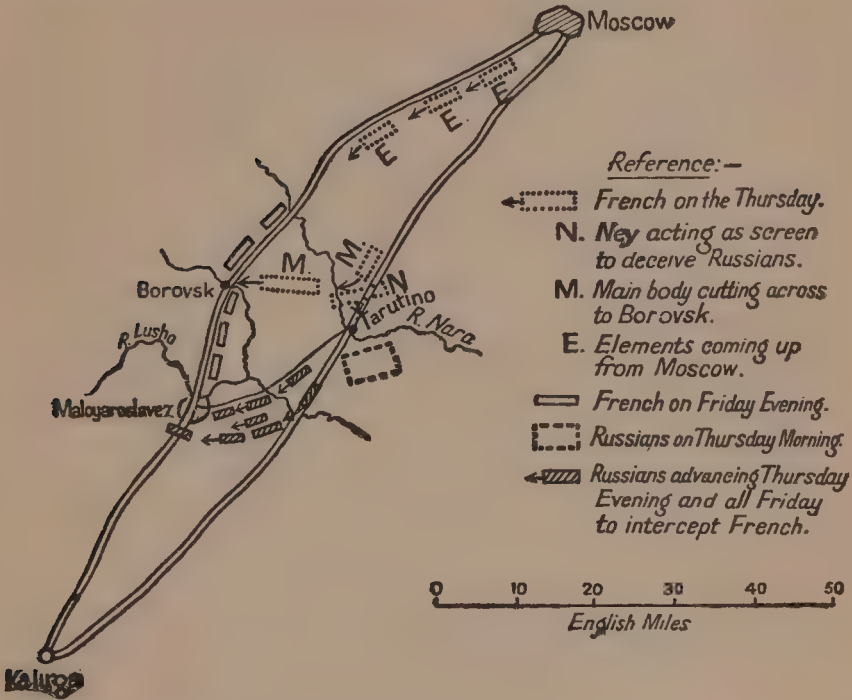 Moscow
E
E.
E
M.
M.
N
Borovsk
Tarutino
R. Nara
R. Lusha
Maloyaroslavez
Kaluga
Reference:-
French on the Thursday.
N. Ney acting as screen
to deceive Russians.
M. Main body cutting across
to Borovsk.
E. Elements coming up
from Moscow.
French on Friday Evening.
Russians on Thursday Morning.
Russians advancing Thursday
Evening and all Friday
to intercept French.
0 10 20 30 40 50
English Miles